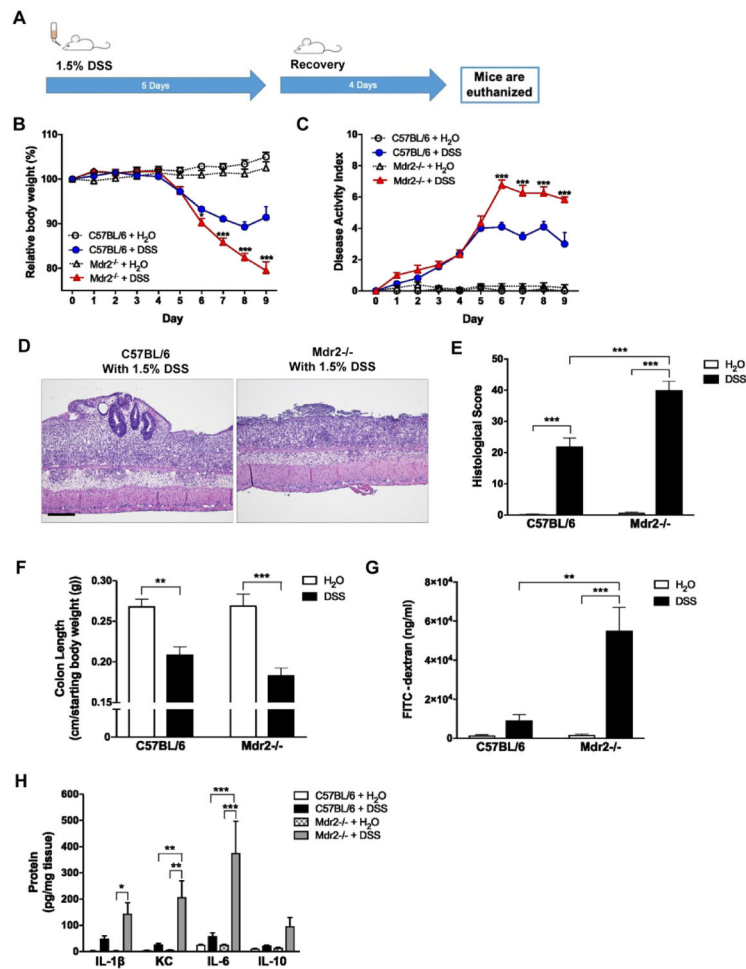 A
1.5% DSS
Recovery
5 Days
4 Days
Mice are
euthanized
B
Relative body weight (%)
110
100
90
80
C57BL/6 + H2O
C57BL/6 + DSS
Mdr2-/- + H2O
Mdr2-/- + DSS
*
***
***
***
0 1 2 3 4 5 6 7 8 9
Day
C
Disease Activity Index
10
8
6
4
2
0
C57BL/6 + H2O
C57BL/6 + DSS
Mdr2-/- + H2O
Mdr2-/- + DSS
***
***
***
***
0 1 2 3 4 5 6 7 8 9
Day
D
C57BL/6
With 1.5% DSS
Mdr2-/-
With 1.5% DSS
E
Histological Score
50
40
30
20
10
0
***
***
***
H2O
DSS
C57BL/6 Mdr2-/-
F
Colon Length
(cm/starting body weight (g))
0.30
0.25
0.20
0.15
0
**
***
H2O
DSS
C57BL/6 Mdr2-/-
G
FITC-dextran (ng/ml)
8×104
6×104
4×104
2×104
0
**
***
H2O
DSS
C57BL/6 Mdr2-/-
H
Protein
(pg/mg tissue)
600
500
400
300
200
100
0
*
**
**
***
***
C57BL/6 + H2O
C57BL/6 + DSS
Mdr2-/- + H2O
Mdr2-/- + DSS
IL-1β KC IL-6 IL-10